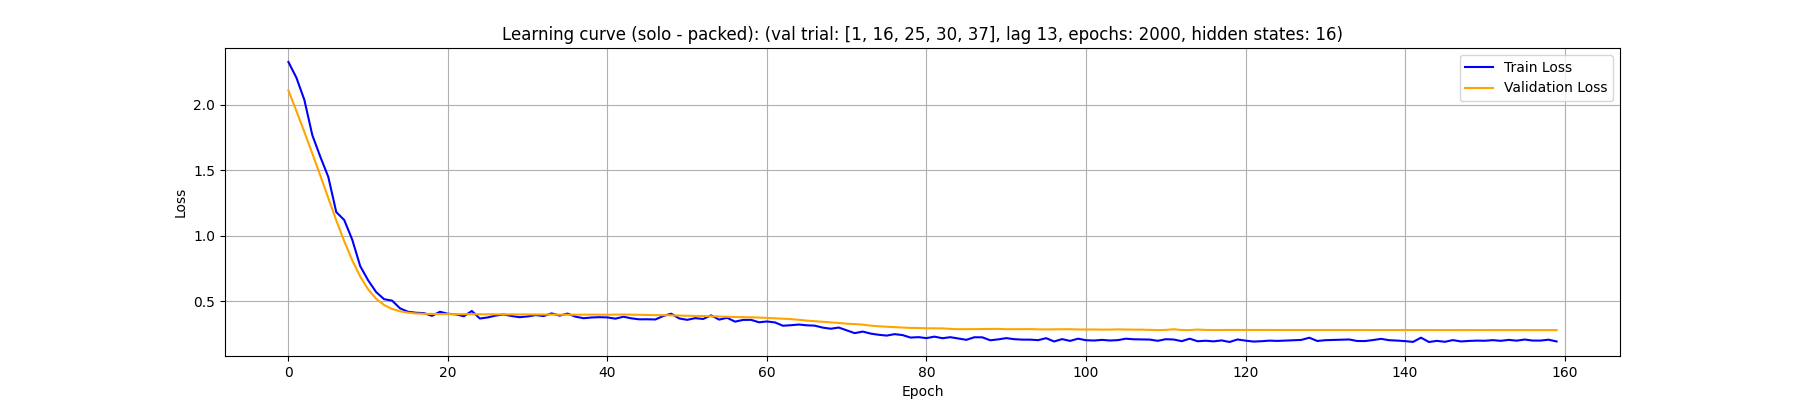 Learning curve (solo - packed): (val trial: [1, 16, 25, 30, 37], lag 13, epochs: 2000, hidden states: 16)
Train Loss
Validation Loss
2.0
1.5
1.0
0.5
Loss
0 20 40 60 80 100 120 140 160
Epoch